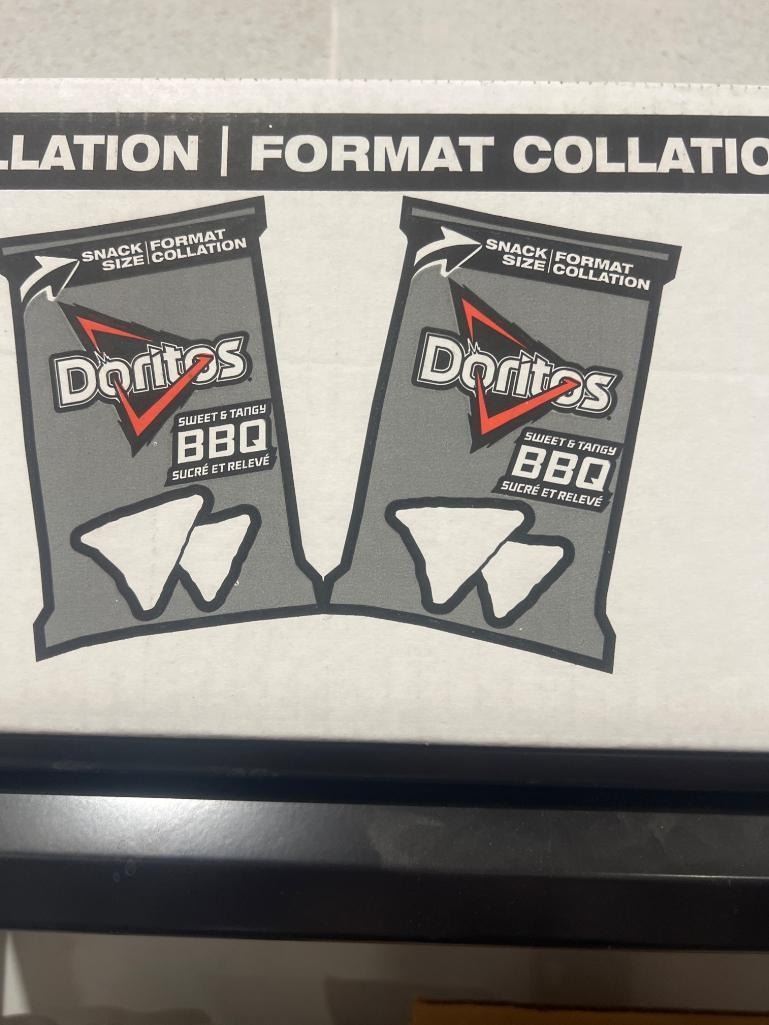 LLATION | FORMAT COLLATIO
SNACK SIZE | FORMAT COLLATION
Doritos
SWEET & TANGY
BBQ
SUCRÉ ET RELEVÉ
SNACK SIZE | FORMAT COLLATION
Doritos
SWEET & TANGY
BBQ
SUCRÉ ET RELEVÉ